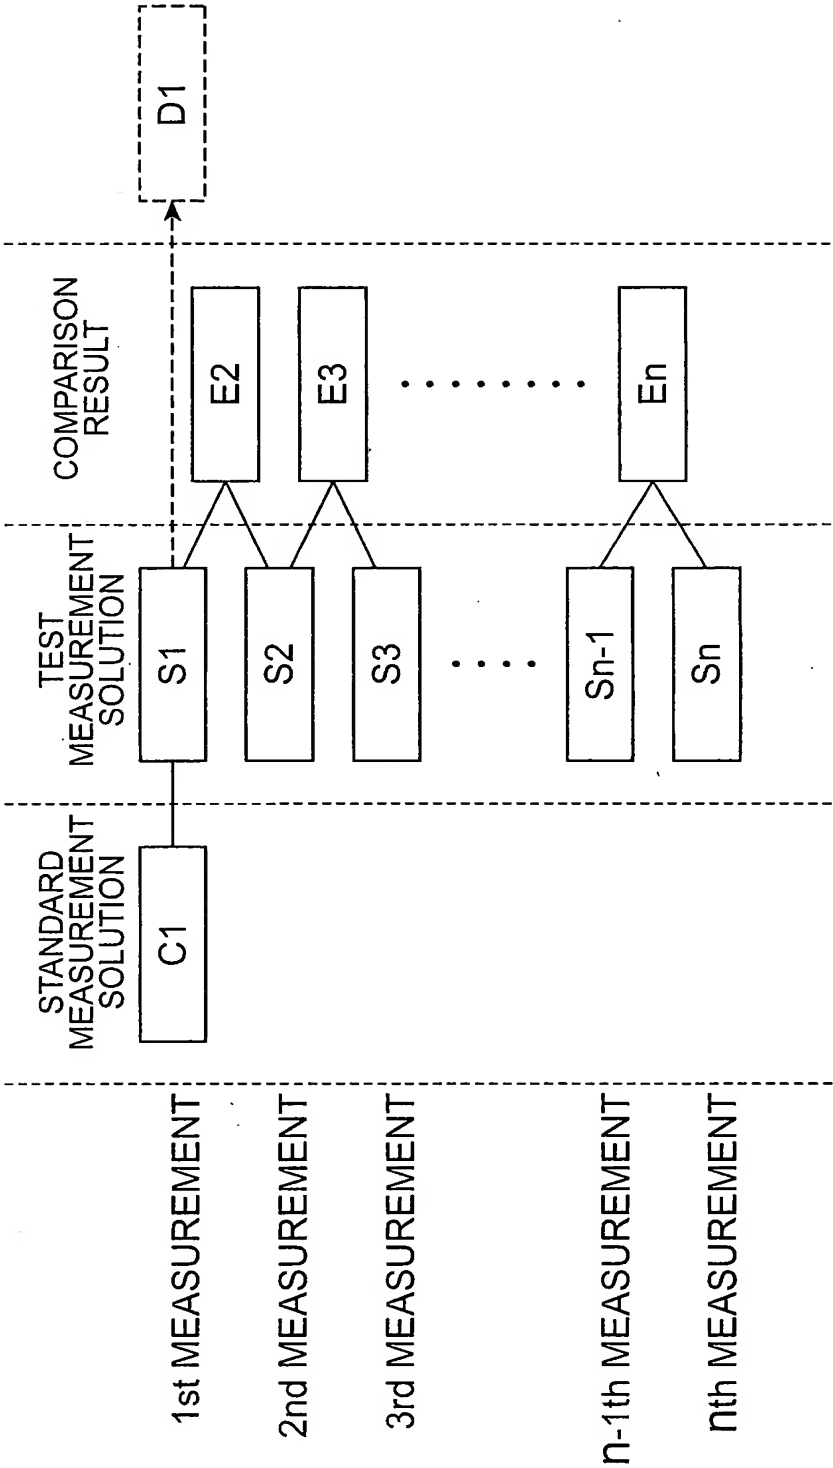 STANDARD
MEASUREMENT
SOLUTION
TEST
MEASUREMENT
SOLUTION
COMPARISON
RESULT
1st MEASUREMENT
C1
S1
D1
E2
2nd MEASUREMENT
S2
E3
3rd MEASUREMENT
S3
n-1th MEASUREMENT
Sn-1
En
nth MEASUREMENT
Sn